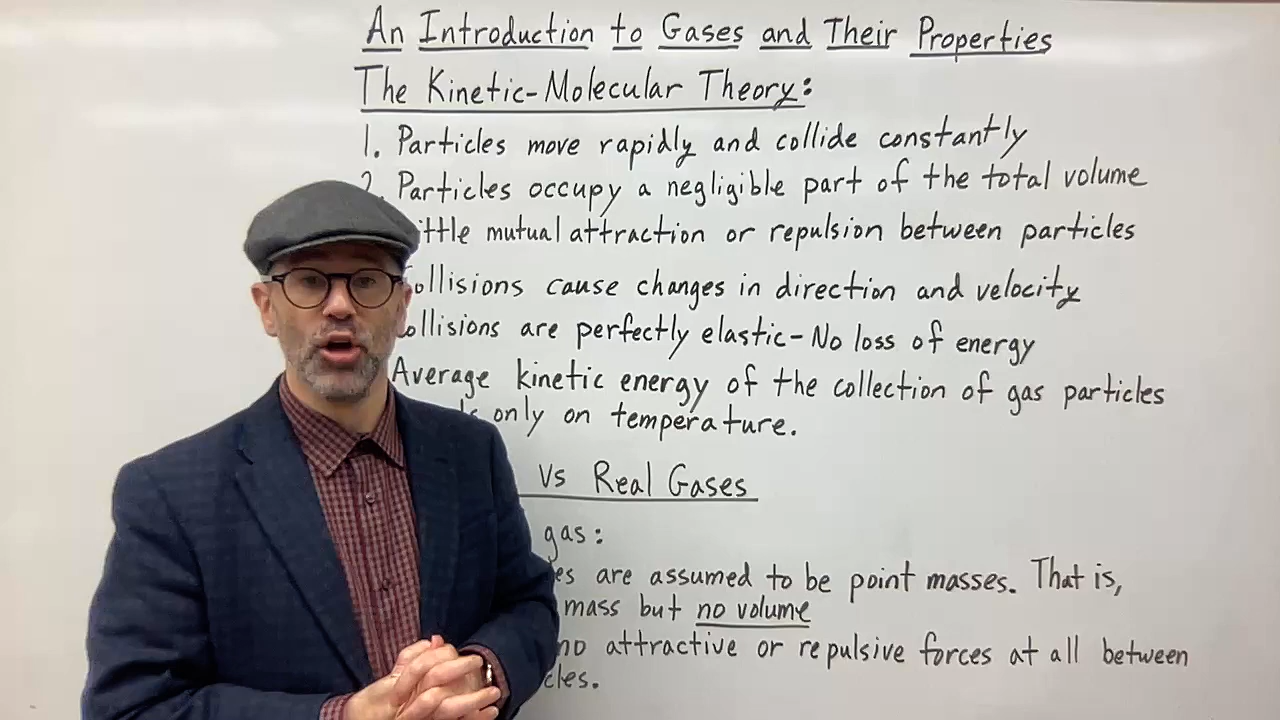 An Introduction to Gases and Their Properties
The Kinetic-Molecular Theory:
1. Particles move rapidly and collide constantly
2. Particles occupy a negligible part of the total volume
ittle mutual attraction or repulsion between particles
ollisions cause changes in direction and velocity
ollisions are perfectly elastic-No loss of energy
Average kinetic energy of the collection of gas particles
only on temperature.
Vs Real Gases
gas:
es are assumed to be point masses. That is,
mass but no volume
no attractive or repulsive forces at all between
cles.